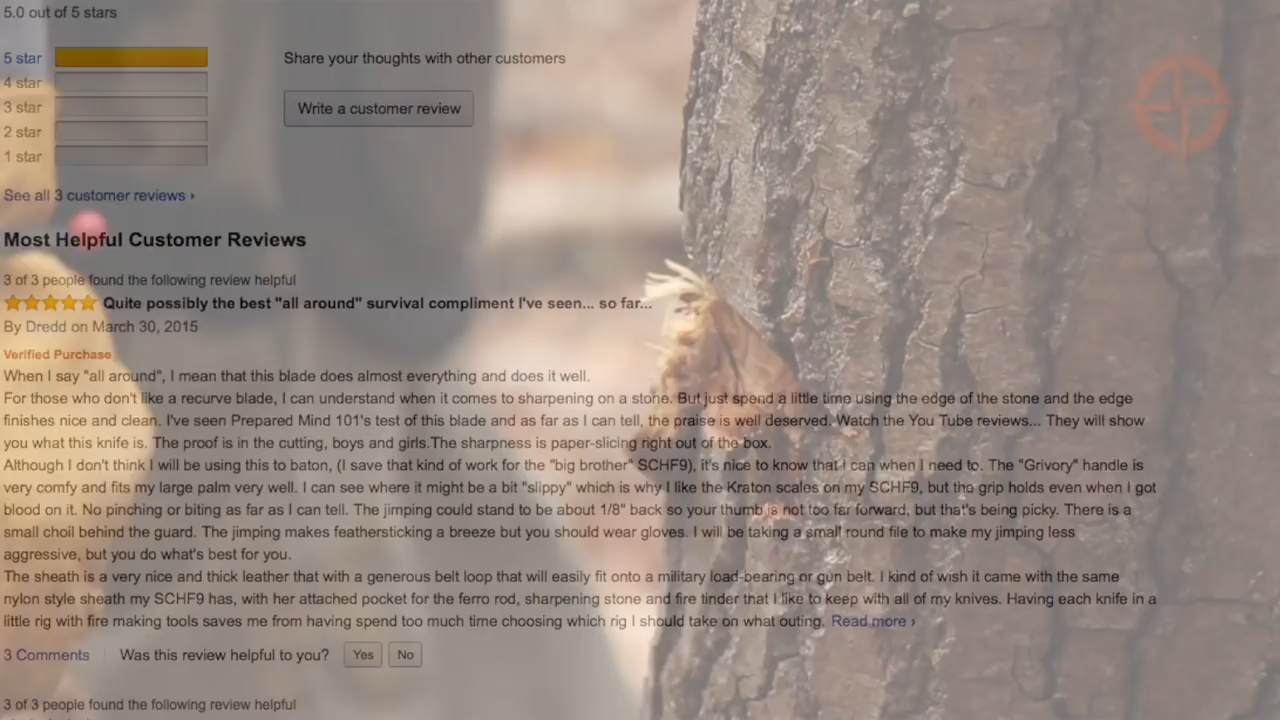 5.0 out of 5 stars
5 star
4 star
3 star
2 star
1 star
Share your thoughts with other customers
Write a customer review
See all 3 customer reviews ›
Most Helpful Customer Reviews
3 of 3 people found the following review helpful
Quite possibly the best "all around" survival compliment I've seen... so far...
By Dredd on March 30, 2015
Verified Purchase
When I say "all around", I mean that this blade does almost everything and does it well.
For those who don't like a recurve blade, I can understand when it comes to sharpening on a stone. But just spend a little time using the edge of the stone and the edge
finishes nice and clean. I've seen Prepared Mind 101's test of this blade and as far as I can tell, the praise is well deserved. Watch the You Tube reviews... They will show
you what this knife is. The proof is in the cutting, boys and girls.The sharpness is paper-slicing right out of the box.
Although I don't think I will be using this to baton, (I save that kind of work for the "big brother" SCHF9), it's nice to know that I can when I need to. The "Grivory" handle is
very comfy and fits my large palm very well. I can see where it might be a bit "slippy" which is why I like the Kraton scales on my SCHF9, but the grip holds even when I got
blood on it. No pinching or biting as far as I can tell. The jimping could stand to be about 1/8" back so your thumb is not too far forward, but that's being picky. There is a
small choil behind the guard. The jimping makes feathersticking a breeze but you should wear gloves. I will be taking a small round file to make my jimping less
aggressive, but you do what's best for you.
The sheath is a very nice and thick leather that with a generous belt loop that will easily fit onto a military load-bearing or gun belt. I kind of wish it came with the same
nylon style sheath my SCHF9 has, with her attached pocket for the ferro rod, sharpening stone and fire tinder that I like to keep with all of my knives. Having each knife in a
little rig with fire making tools saves me from having spend too much time choosing which rig I should take on what outing. Read more ›
3 Comments Was this review helpful to you? Yes No
3 of 3 people found the following review helpful